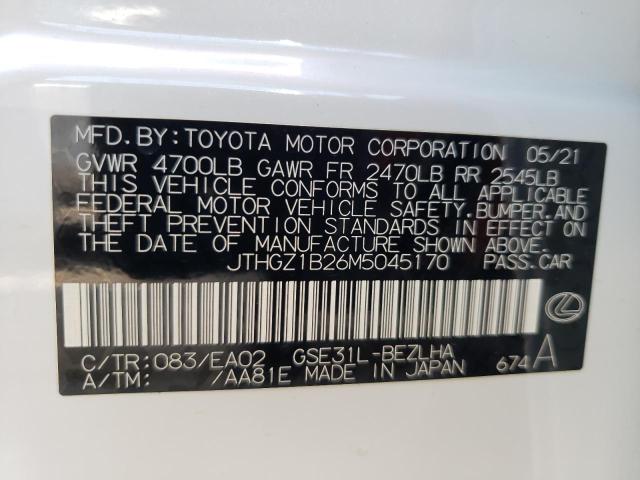 MFD.BY:TOYOTA MOTOR CORPORATION 05/21
GVWR 4700LB GAWR FR 2470LB RR 2545LB
THIS VEHICLE CONFORMS TO ALL APPLICABLE
FEDERAL MOTOR VEHICLE SAFETY.BUMPER.AND
THEFT PREVENTION STANDARDS IN EFFECT ON
THE DATE OF MANUFACTURE SHOWN ABOVE.
JTHGZ1B26M5045170 PASS.CAR
C/TR:083/EA02 GSE31L-BEZLHA
A/TM: /AA81E MADE IN JAPAN 674 A